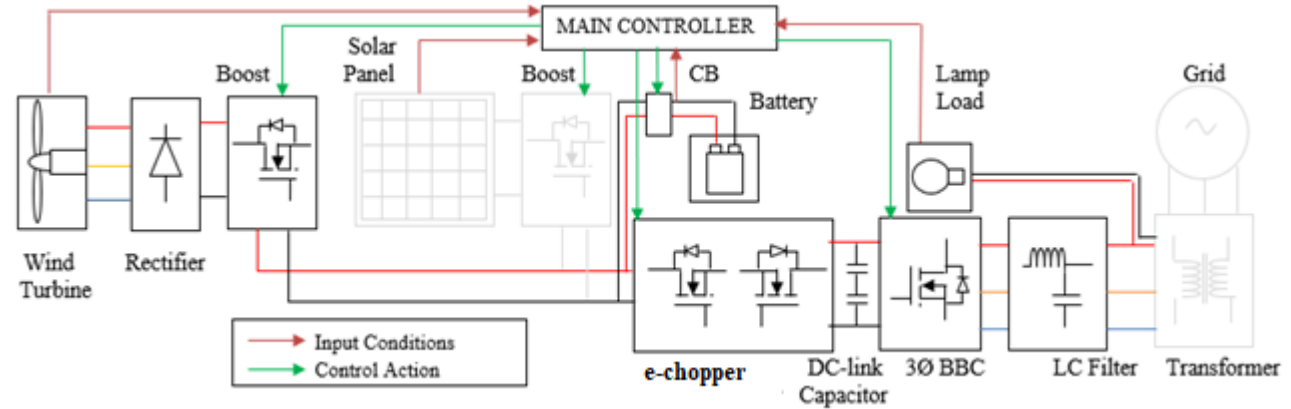 MAIN CONTROLLER
Solar
Panel
Boost
Boost
CB
Battery
Lamp
Load
Grid
Wind
Turbine
Rectifier
Input Conditions
Control Action
e-chopper
DC-link
Capacitor
3Ø BBC
LC Filter
Transformer